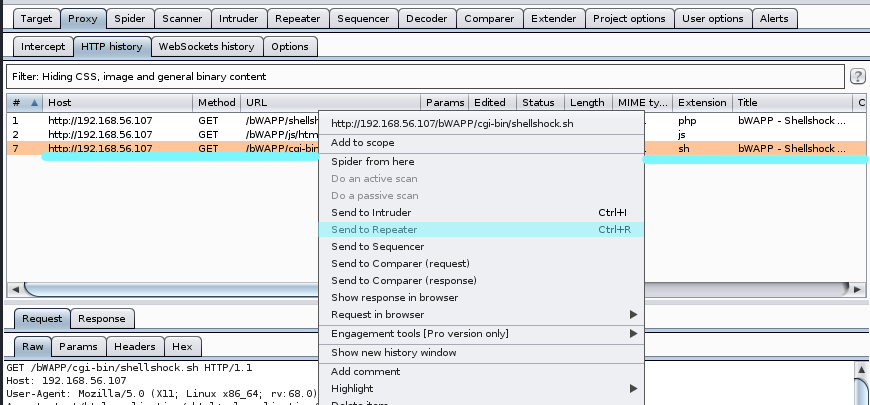 Target Proxy Spider Scanner Intruder Repeater Sequencer Decoder Comparer Extender Project options User options Alerts
Intercept HTTP history WebSockets history Options
Filter: Hiding CSS, image and general binary content ?
# Host Method URL Params Edited Status Length MIME ty... Extension Title C
1 http://192.168.56.107 GET /bWAPP/shellsh php bWAPP - Shellshock ...
2 http://192.168.56.107 GET /bWAPP/js/htm js
7 http://192.168.56.107 GET /bWAPP/cgi-bin sh bWAPP - Shellshock ...
http://192.168.56.107/bWAPP/cgi-bin/shellshock.sh
Add to scope
Spider from here
Do an active scan
Do a passive scan
Send to Intruder Ctrl+I
Send to Repeater Ctrl+R
Send to Sequencer
Send to Comparer (request)
Send to Comparer (response)
Show response in browser
Request in browser
Engagement tools [Pro version only]
Show new history window
Add comment
Highlight
Delete item
Request Response
Raw Params Headers Hex
GET /bWAPP/cgi-bin/shellshock.sh HTTP/1.1
Host: 192.168.56.107
User-Agent: Mozilla/5.0 (X11; Linux x86_64; rv:68.0)